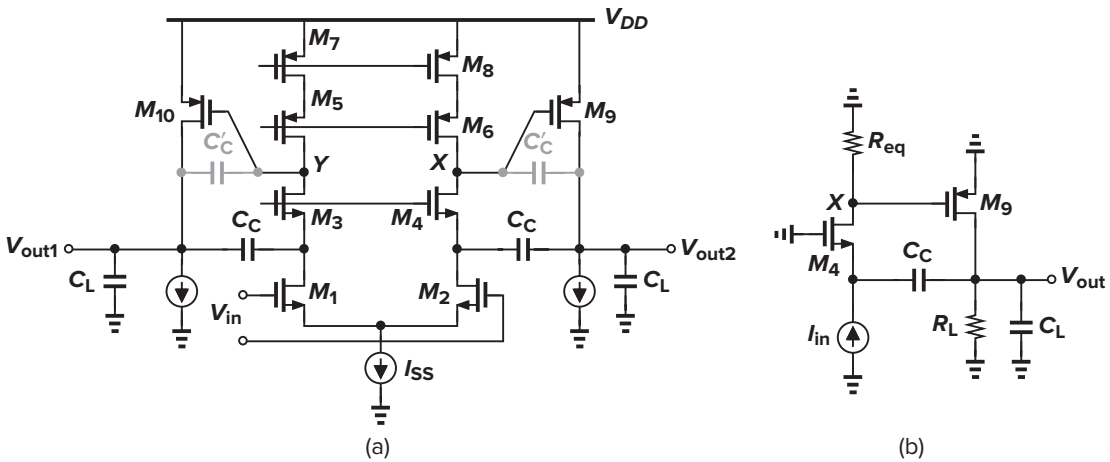 V_DD
M_7
M_8
M_10
M_5
M_6
M_9
C'_C
Y
X
C'_C
M_3
M_4
C_C
C_C
V_out1
V_out2
C_L
M_1
M_2
C_L
V_in
I_SS
(a)
R_eq
X
M_9
M_4
C_C
V_out
I_in
R_L
C_L
(b)